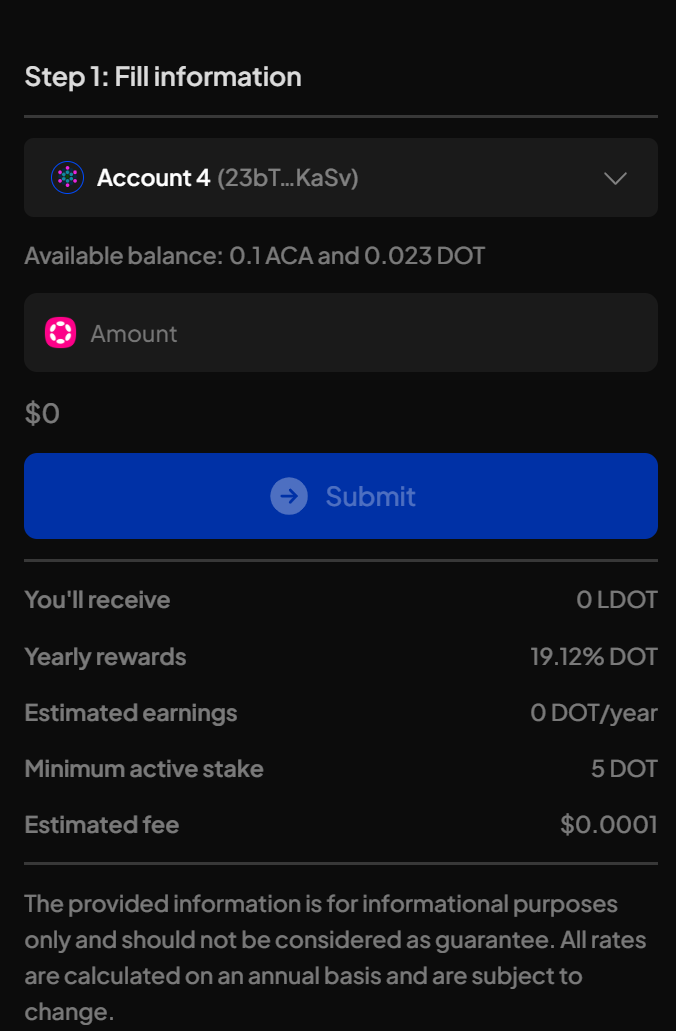 Step 1: Fill information
Account 4 (23bT...KaSv)
Available balance: 0.1 ACA and 0.023 DOT
Amount
$0
Submit
You'll receive 0 LDOT
Yearly rewards 19.12% DOT
Estimated earnings 0 DOT/year
Minimum active stake 5 DOT
Estimated fee $0.0001
The provided information is for informational purposes
only and should not be considered as guarantee. All rates
are calculated on an annual basis and are subject to
change.